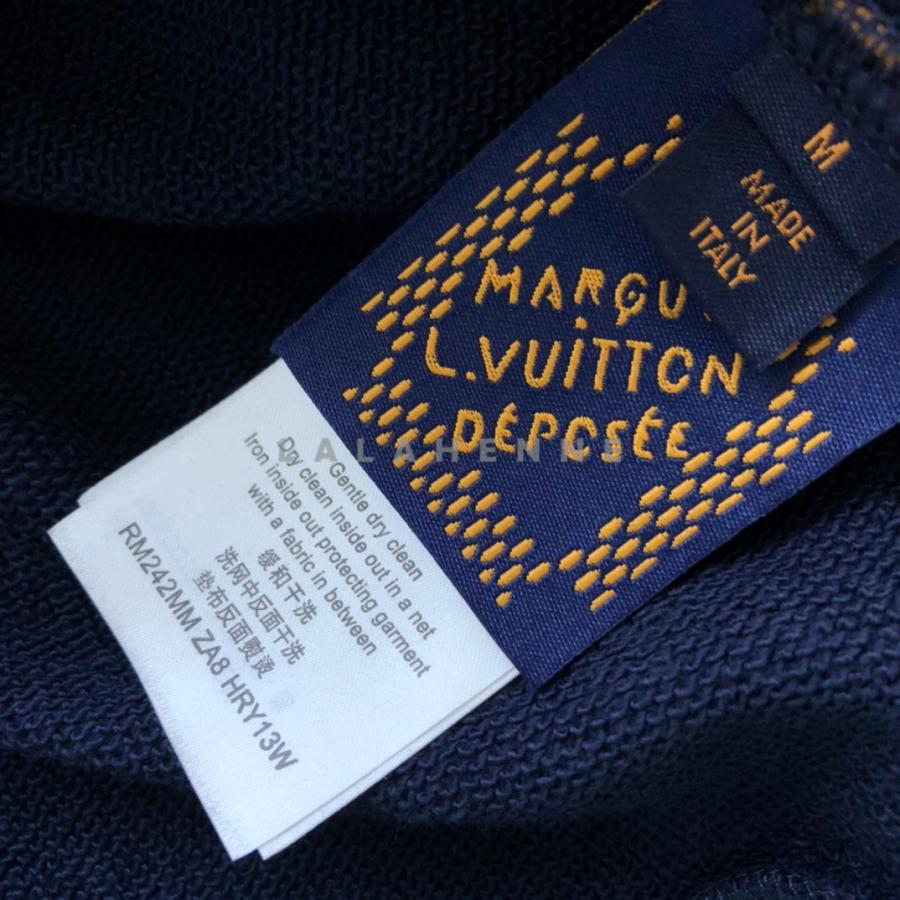 M
MADE
IN
ITALY
MARQU
L.VUITTON
DÉPOSÉE
LALAHENNE
Gentle dry clean
Dry clean inside out in a net
Iron inside out protecting garment
with a fabric in between
缓和干洗
洗网中反面干洗
垫布反面熨烫
RM242MM ZA8 HRY13W